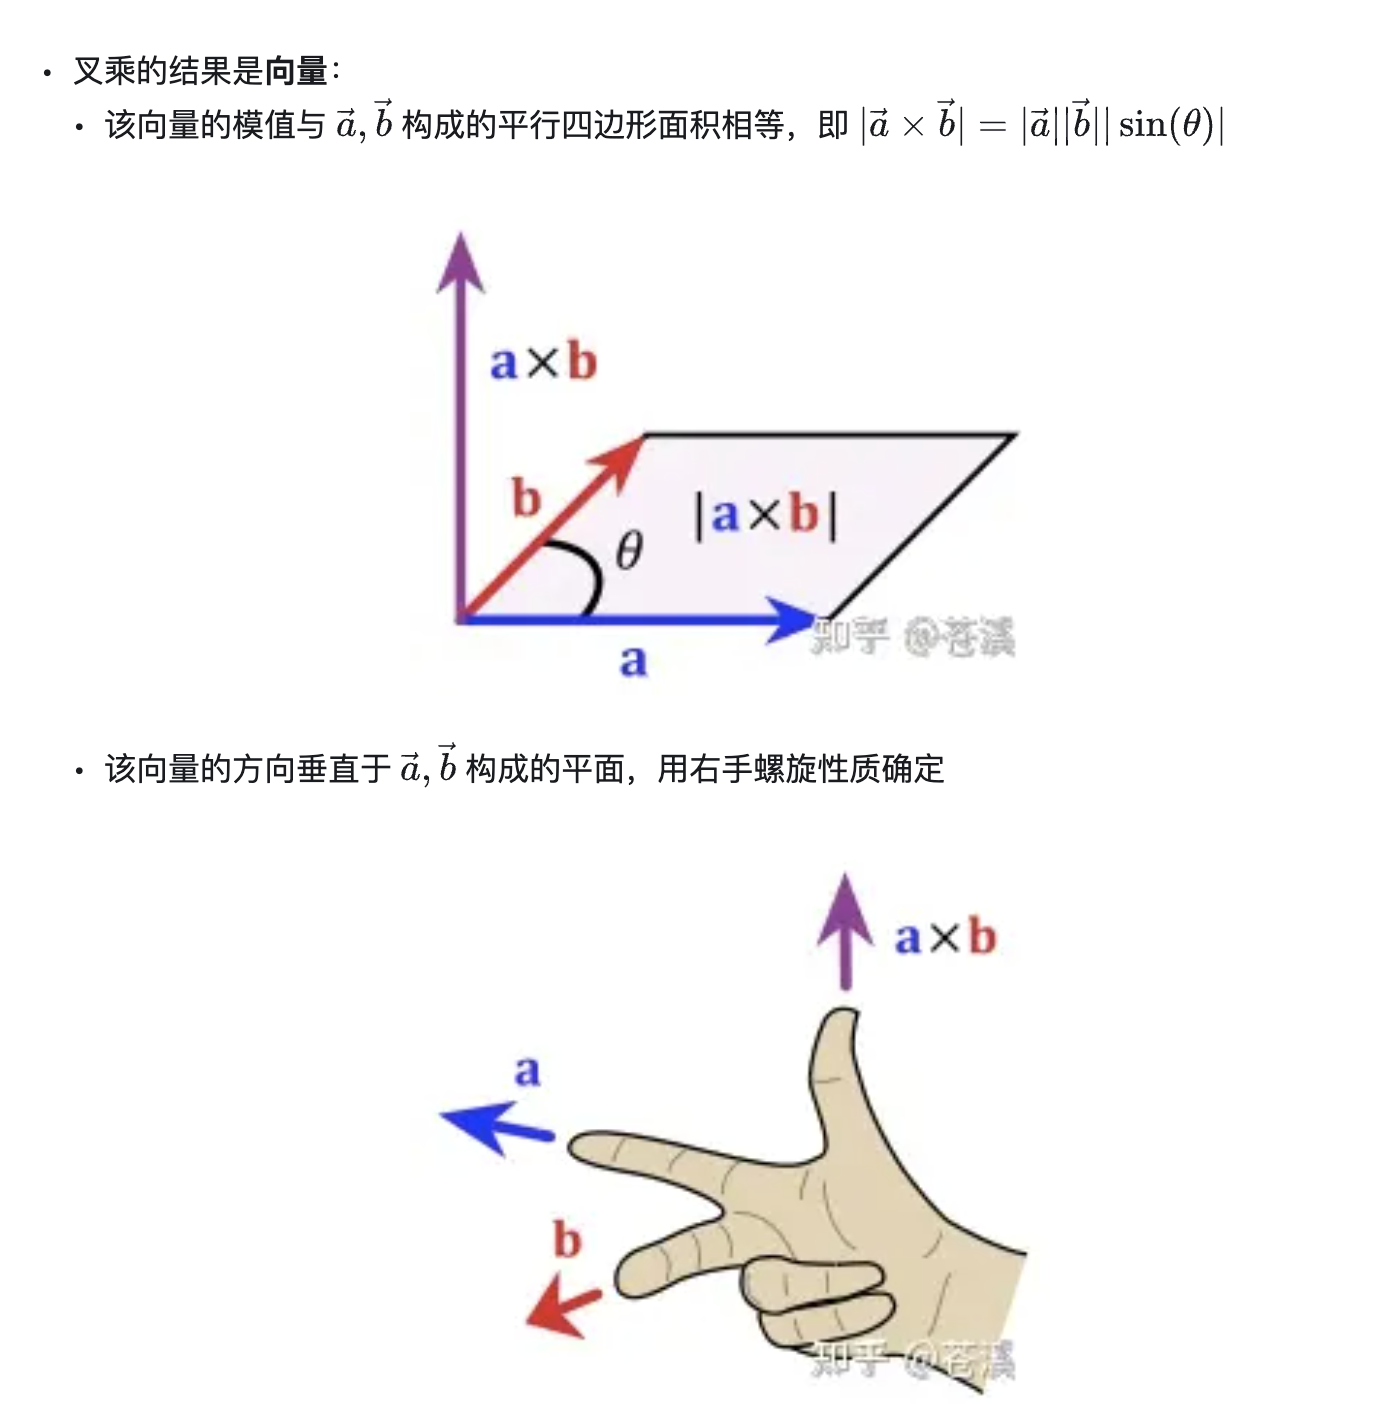 • 叉乘的结果是向量：
• 该向量的模值与 $\vec{a}, \vec{b}$ 构成的平行四边形面积相等，即 $|\vec{a} \times \vec{b}| = |\vec{a}||\vec{b}||\sin(\theta)|$
a×b
b
θ
|a×b|
a
知乎 @苍溪
• 该向量的方向垂直于 $\vec{a}, \vec{b}$ 构成的平面，用右手螺旋性质确定
a×b
a
b
知乎 @苍溪